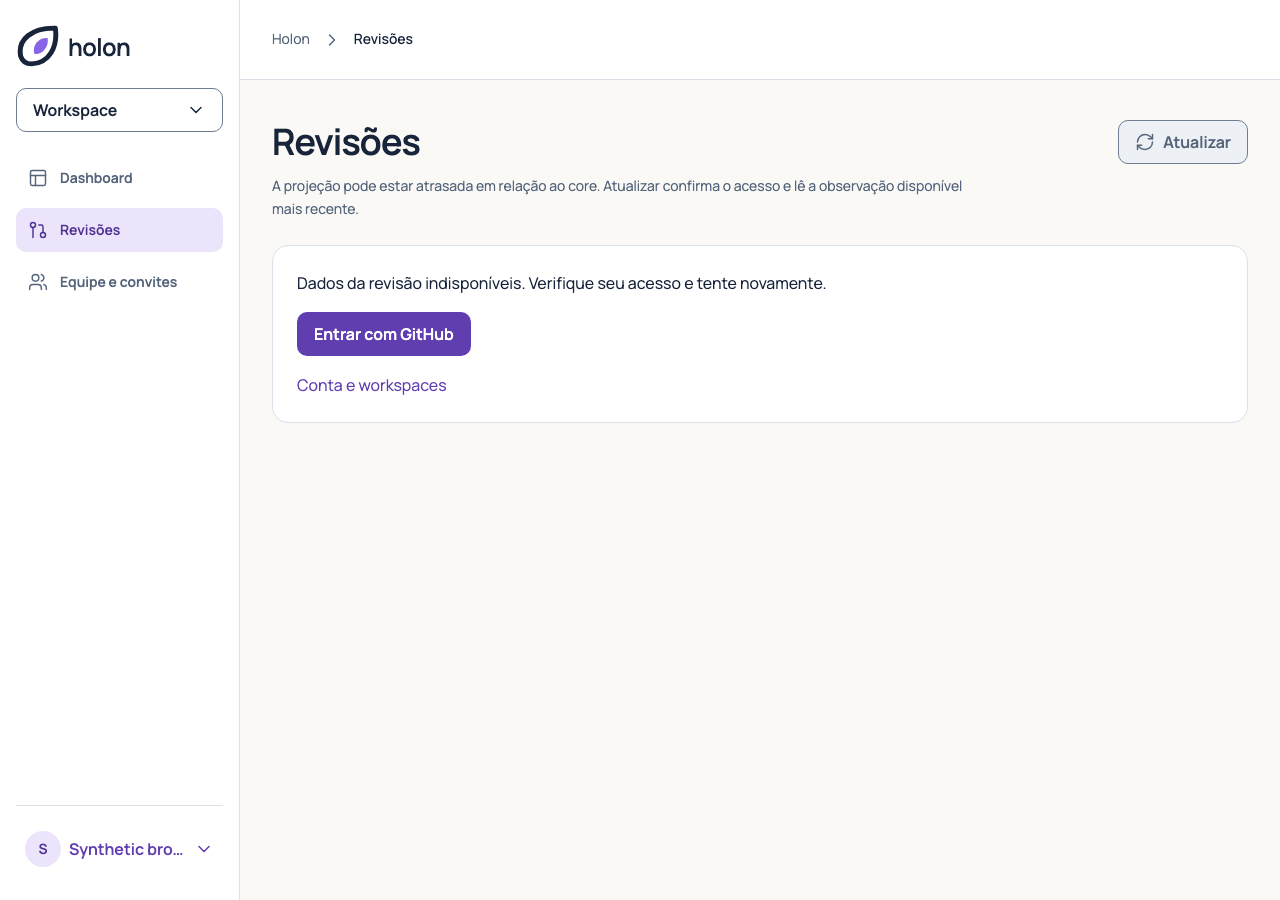 holon
Workspace
Dashboard
Revisões
Equipe e convites
S
Synthetic bro...
Holon
Revisões
Revisões
Atualizar
A projeção pode estar atrasada em relação ao core. Atualizar confirma o acesso e lê a observação disponível
mais recente.
Dados da revisão indisponíveis. Verifique seu acesso e tente novamente.
Entrar com GitHub
Conta e workspaces